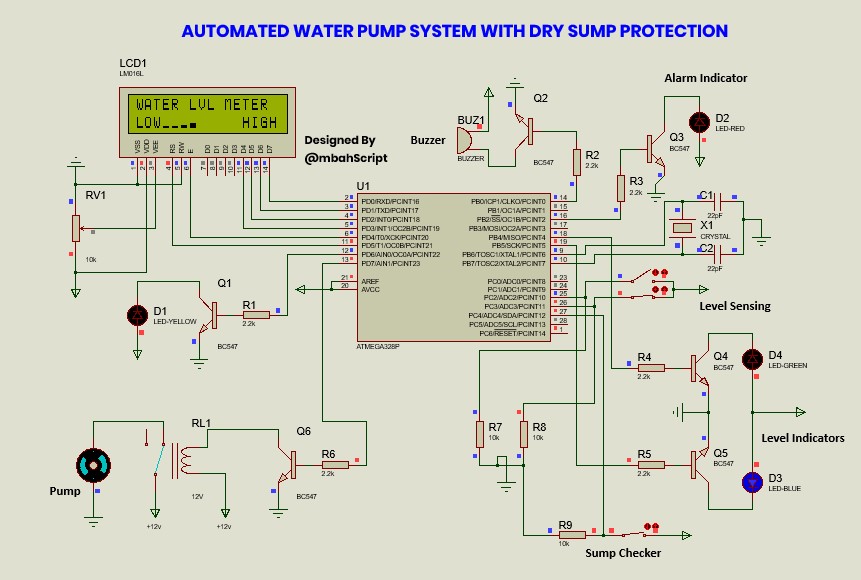 AUTOMATED WATER PUMP SYSTEM WITH DRY SUMP PROTECTION
LCD1
LM016L
WATER LVL METER
LOW HIGH
VSS VDD VEE RS RW E D0 D1 D2 D3 D4 D5 D6 D7
1 2 3 4 5 6 7 8 9 10 11 12 13 14
Designed By
@mbahScript
Buzzer
BUZ1
BUZZER
Q2
BC547
R2
2.2k
Alarm Indicator
D2
LED-RED
Q3
BC547
R3
2.2k
RV1
10k
U1
2 PD0/RXD/PCINT16
3 PD1/TXD/PCINT17
4 PD2/INT0/PCINT18
5 PD3/INT1/OC2B/PCINT19
6 PD4/T0/XCK/PCINT20
11 PD5/T1/OC0B/PCINT21
12 PD6/AIN0/OC0A/PCINT22
13 PD7/AIN1/PCINT23
21 AREF
20 AVCC
PB0/ICP1/CLKO/PCINT0 14
PB1/OC1A/PCINT1 15
PB2/SS/OC1B/PCINT2 16
PB3/MOSI/OC2A/PCINT3 17
PB4/MISO/PCINT4 18
PB5/SCK/PCINT5 19
PB6/TOSC1/XTAL1/PCINT6 9
PB7/TOSC2/XTAL2/PCINT7 10
PC0/ADC0/PCINT8 23
PC1/ADC1/PCINT9 24
PC2/ADC2/PCINT10 25
PC3/ADC3/PCINT11 26
PC4/ADC4/SDA/PCINT12 27
PC5/ADC5/SCL/PCINT13 28
PC6/RESET/PCINT14 1
ATMEGA328P
C1
22pF
X1
CRYSTAL
C2
22pF
Level Sensing
Q1
BC547
R1
2.2k
D1
LED-YELLOW
R4
2.2k
Q4
BC547
D4
LED-GREEN
Level Indicators
R5
2.2k
Q5
BC547
D3
LED-BLUE
R7
10k
R8
10k
RL1
12V
Q6
BC547
R6
2.2k
Pump
+12v
+12v
R9
10k
Sump Checker